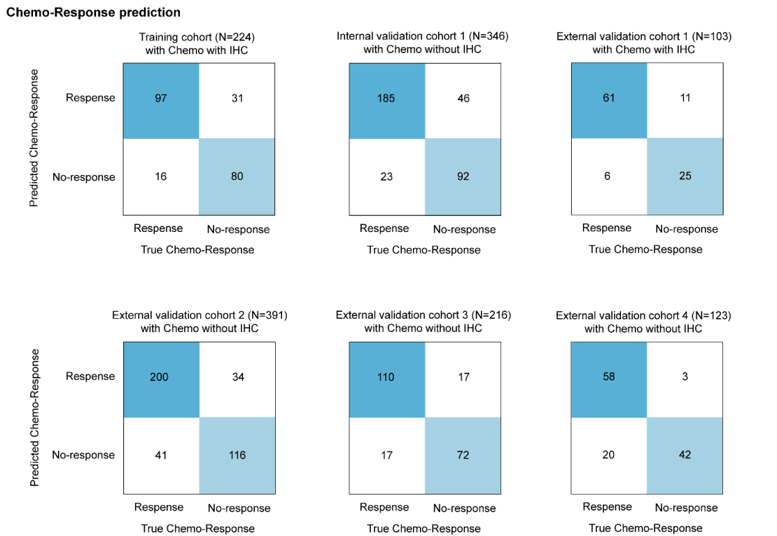 Chemo-Response prediction
Training cohort (N=224)
with Chemo with IHC
Internal validation cohort 1 (N=346)
with Chemo without IHC
External validation cohort 1 (N=103)
with Chemo with IHC
Predicted Chemo-Response
Response
97
31
185
46
61
11
No-response
16
80
23
92
6
25
Respense
No-response
Respense
No-response
Respense
No-response
True Chemo-Response
True Chemo-Response
True Chemo-Response
External validation cohort 2 (N=391)
with Chemo without IHC
External validation cohort 3 (N=216)
with Chemo without IHC
External validation cohort 4 (N=123)
with Chemo without IHC
Predicted Chemo-Response
Respense
200
34
110
17
58
3
No-response
41
116
17
72
20
42
Respense
No-response
Respense
No-response
Respense
No-response
True Chemo-Response
True Chemo-Response
True Chemo-Response